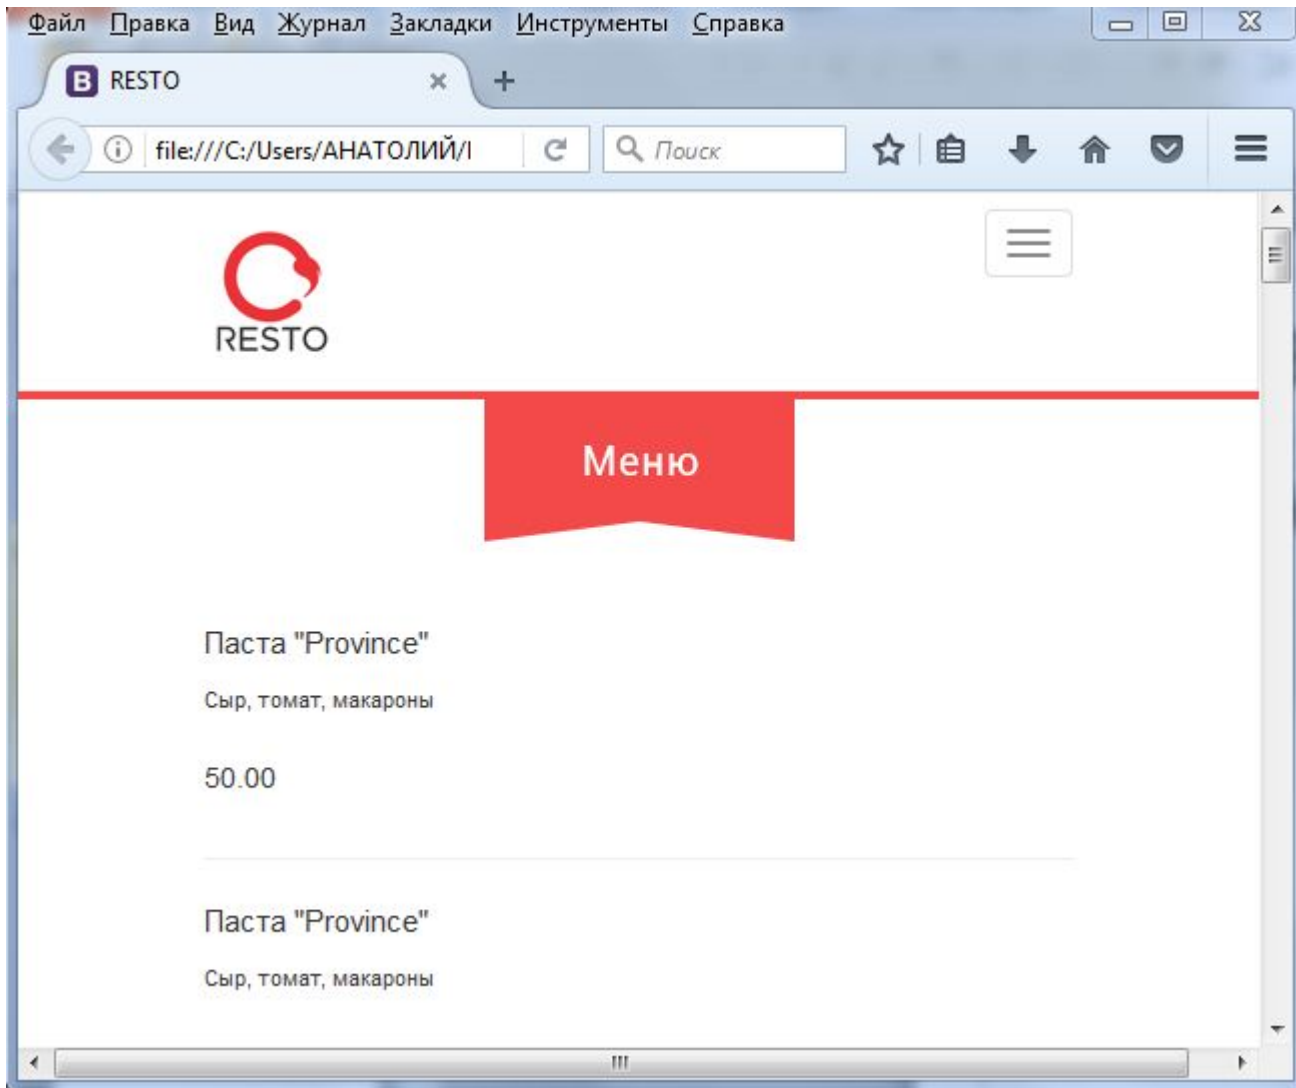 Файл Правка Вид Журнал Закладки Инструменты Справка
B RESTO
file:///C:/Users/АНАТОЛИЙ/I Поиск
RESTO
Меню
Паста "Province"
Сыр, томат, макароны
50.00
Паста "Province"
Сыр, томат, макароны